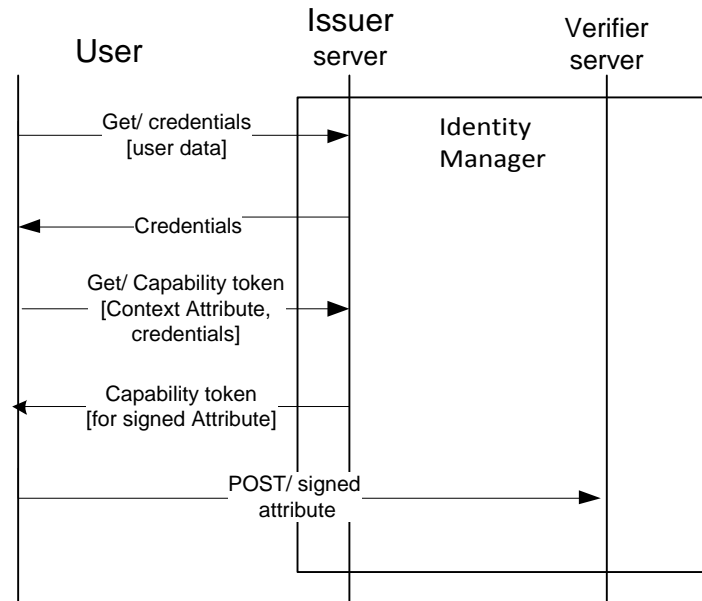 User
Issuer
server
Verifier
server
Identity
Manager
Get/ credentials
[user data]
Credentials
Get/ Capability token
[Context Attribute,
credentials]
Capability token
[for signed Attribute]
POST/ signed
attribute